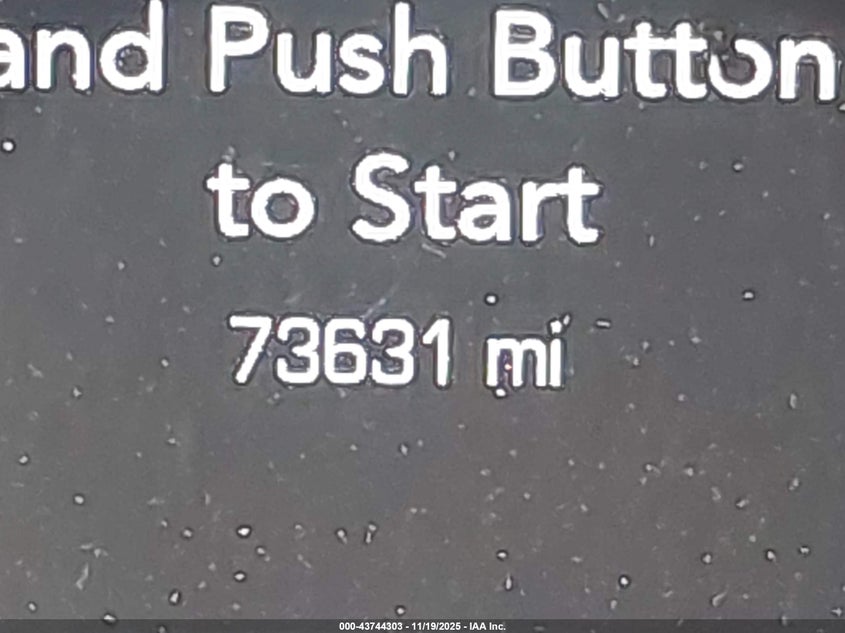 and Push Button
to Start
73631 mi
000-43744303 - 11/19/2025 - IAA Inc.